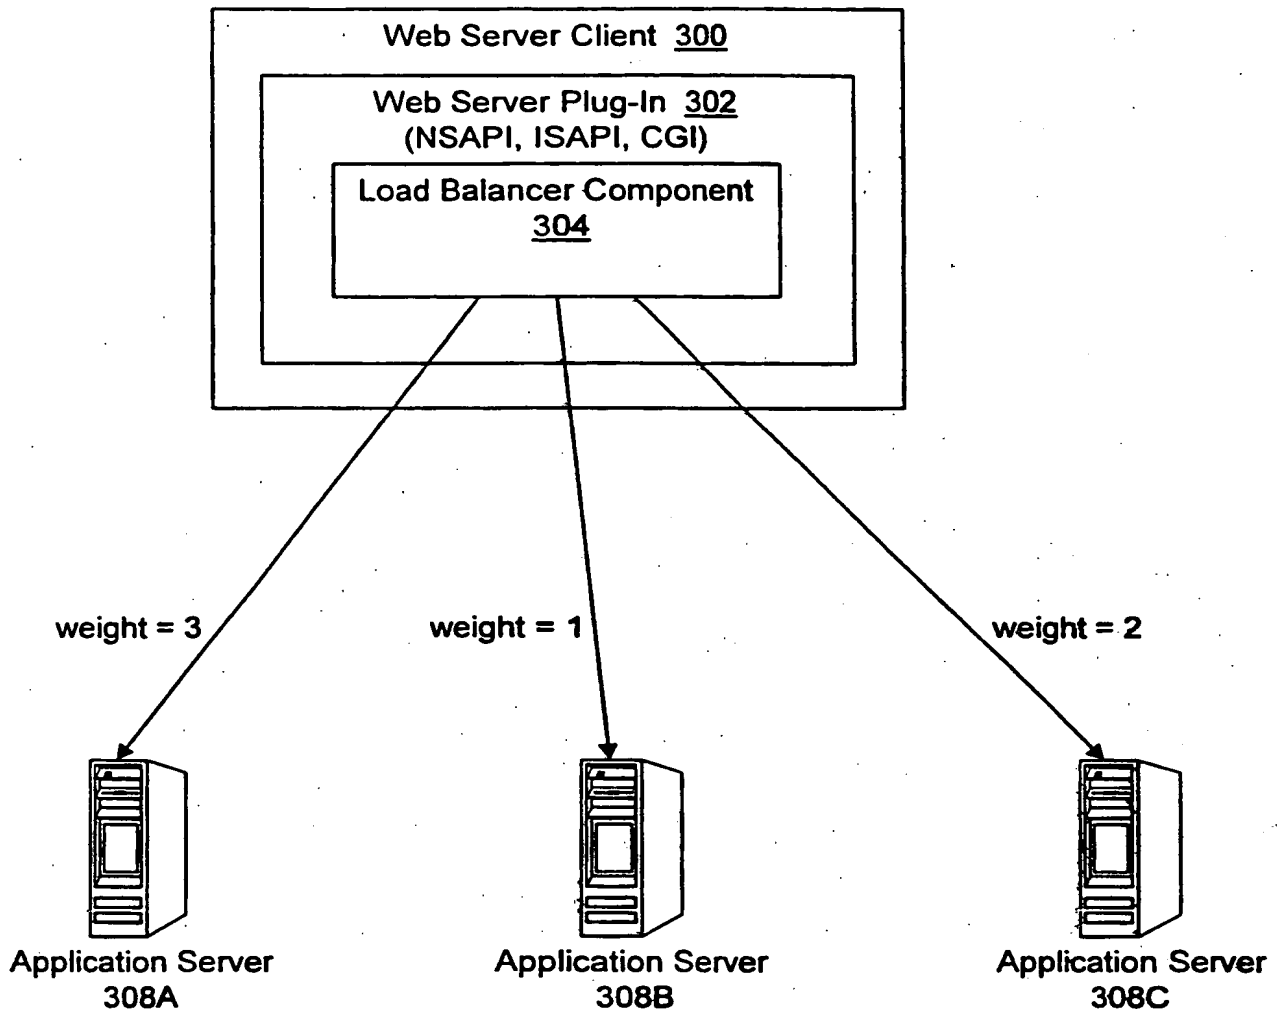 Web Server Client 300
Web Server Plug-In 302
(NSAPI, ISAPI, CGI)
Load Balancer Component
304
weight = 3
weight = 1
weight = 2
Application Server
308A
Application Server
308B
Application Server
308C